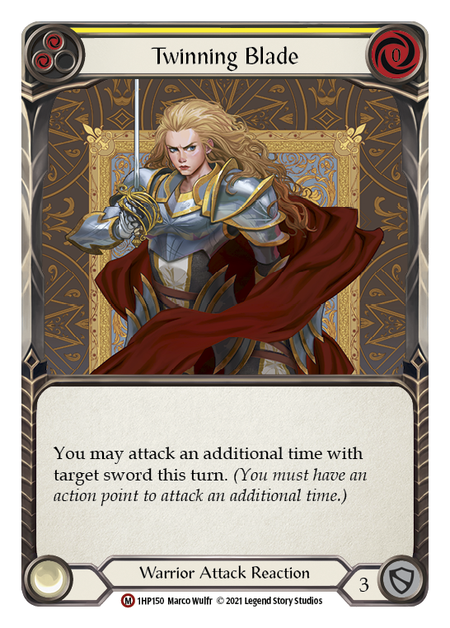 Twinning Blade
0
You may attack an additional time with
target sword this turn. (You must have an
action point to attack an additional time.)
Warrior Attack Reaction
3
M 1HP150 Marco Wulfr © 2021 Legend Story Studios